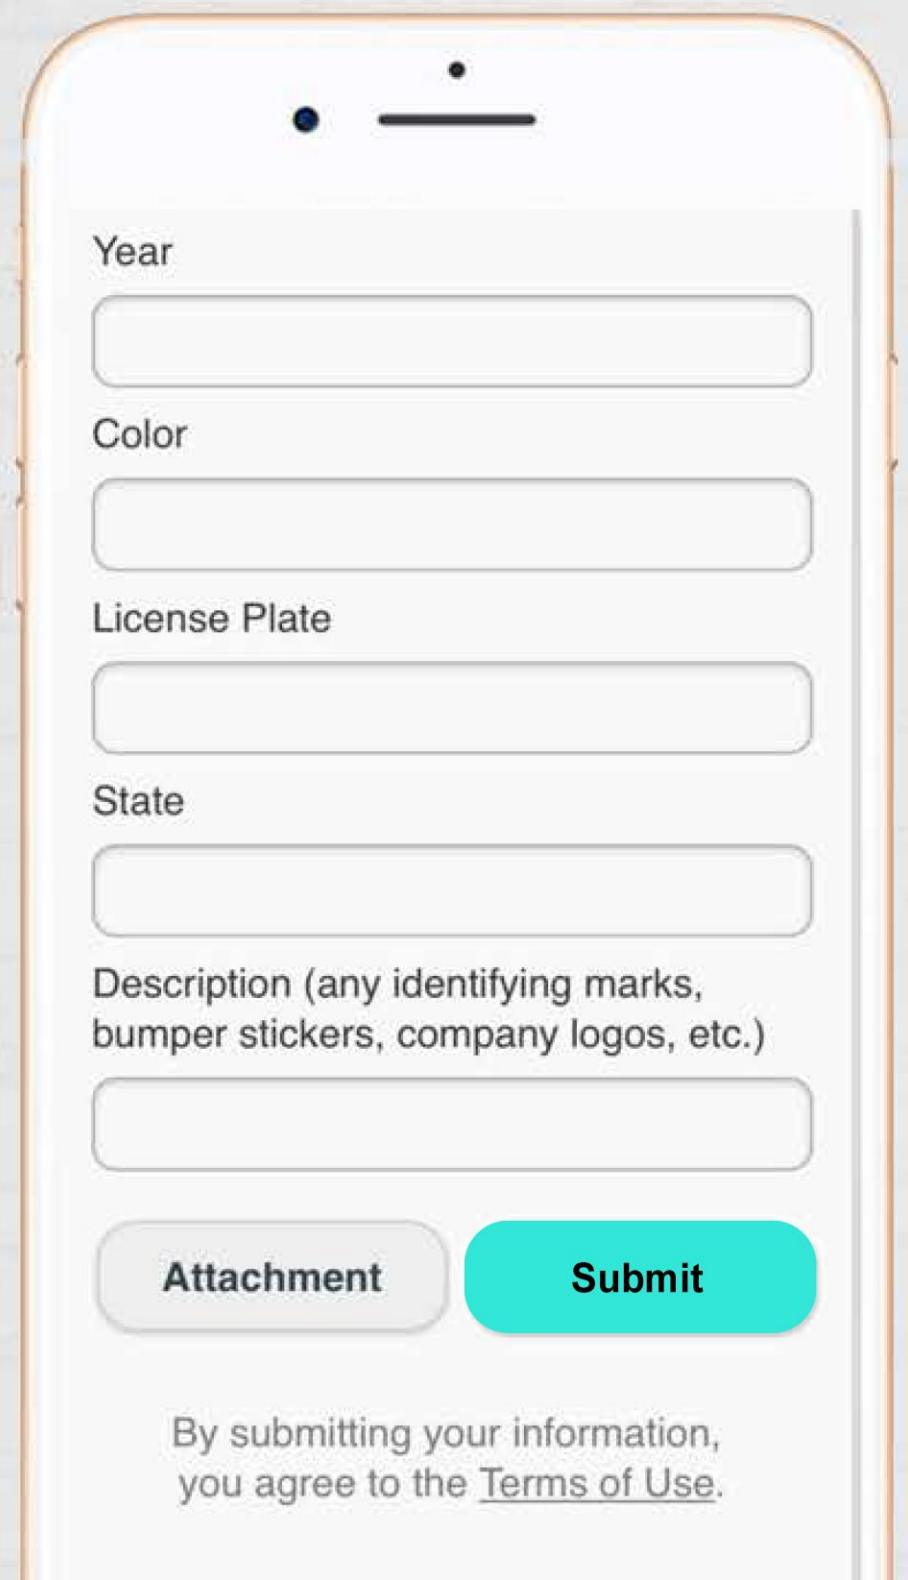 Year
Color
License Plate
State
Description (any identifying marks,
bumper stickers, company logos, etc.)
Attachment
Submit
By submitting your information,
you agree to the Terms of Use.